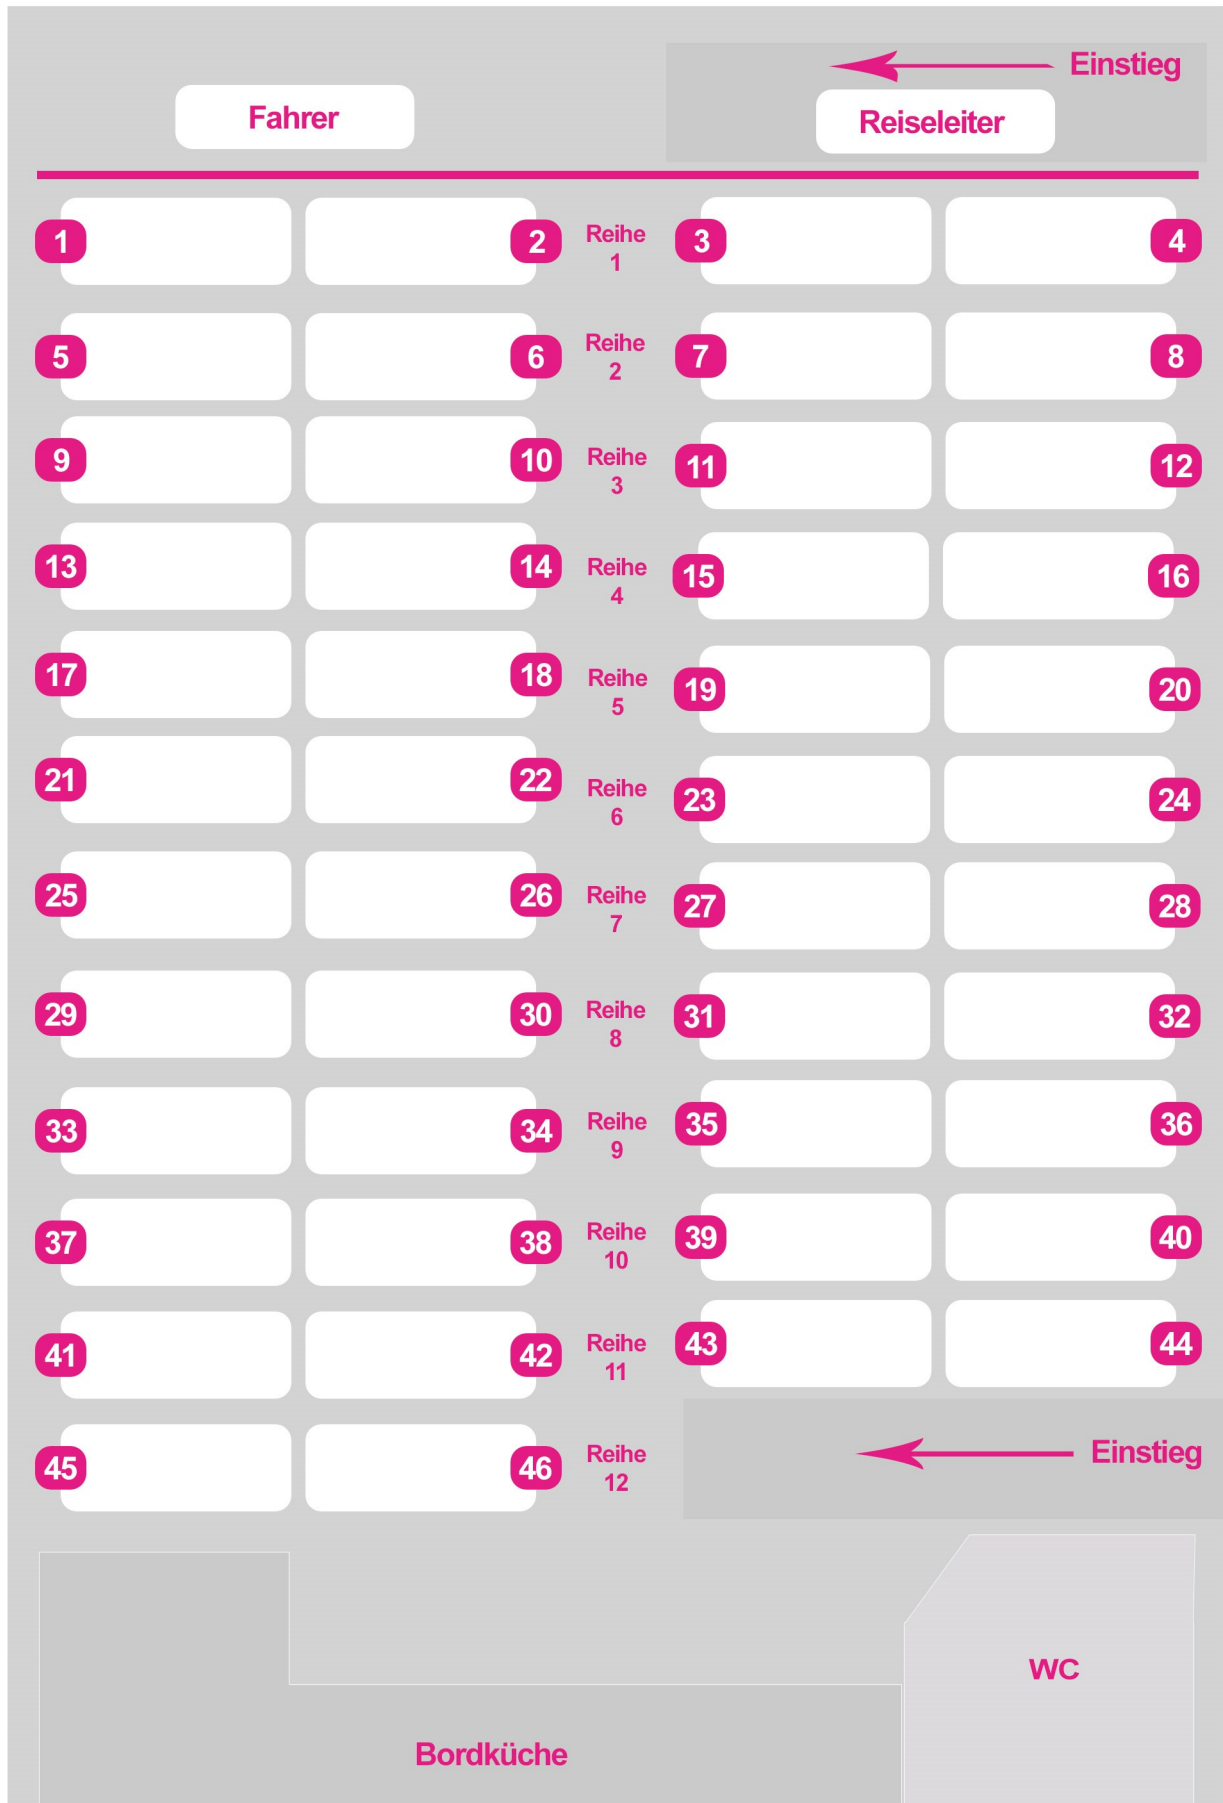 Einstieg
Fahrer
Reiseleiter
1 2 Reihe 3 4
1
5 6 Reihe 7 8
2
9 10 Reihe 11 12
3
13 14 Reihe 15 16
4
17 18 Reihe 19 20
5
21 22 Reihe 23 24
6
25 26 Reihe 27 28
7
29 30 Reihe 31 32
8
33 34 Reihe 35 36
9
37 38 Reihe 39 40
10
41 42 Reihe 43 44
11
45 46 Reihe Einstieg
12
WC
Bordküche